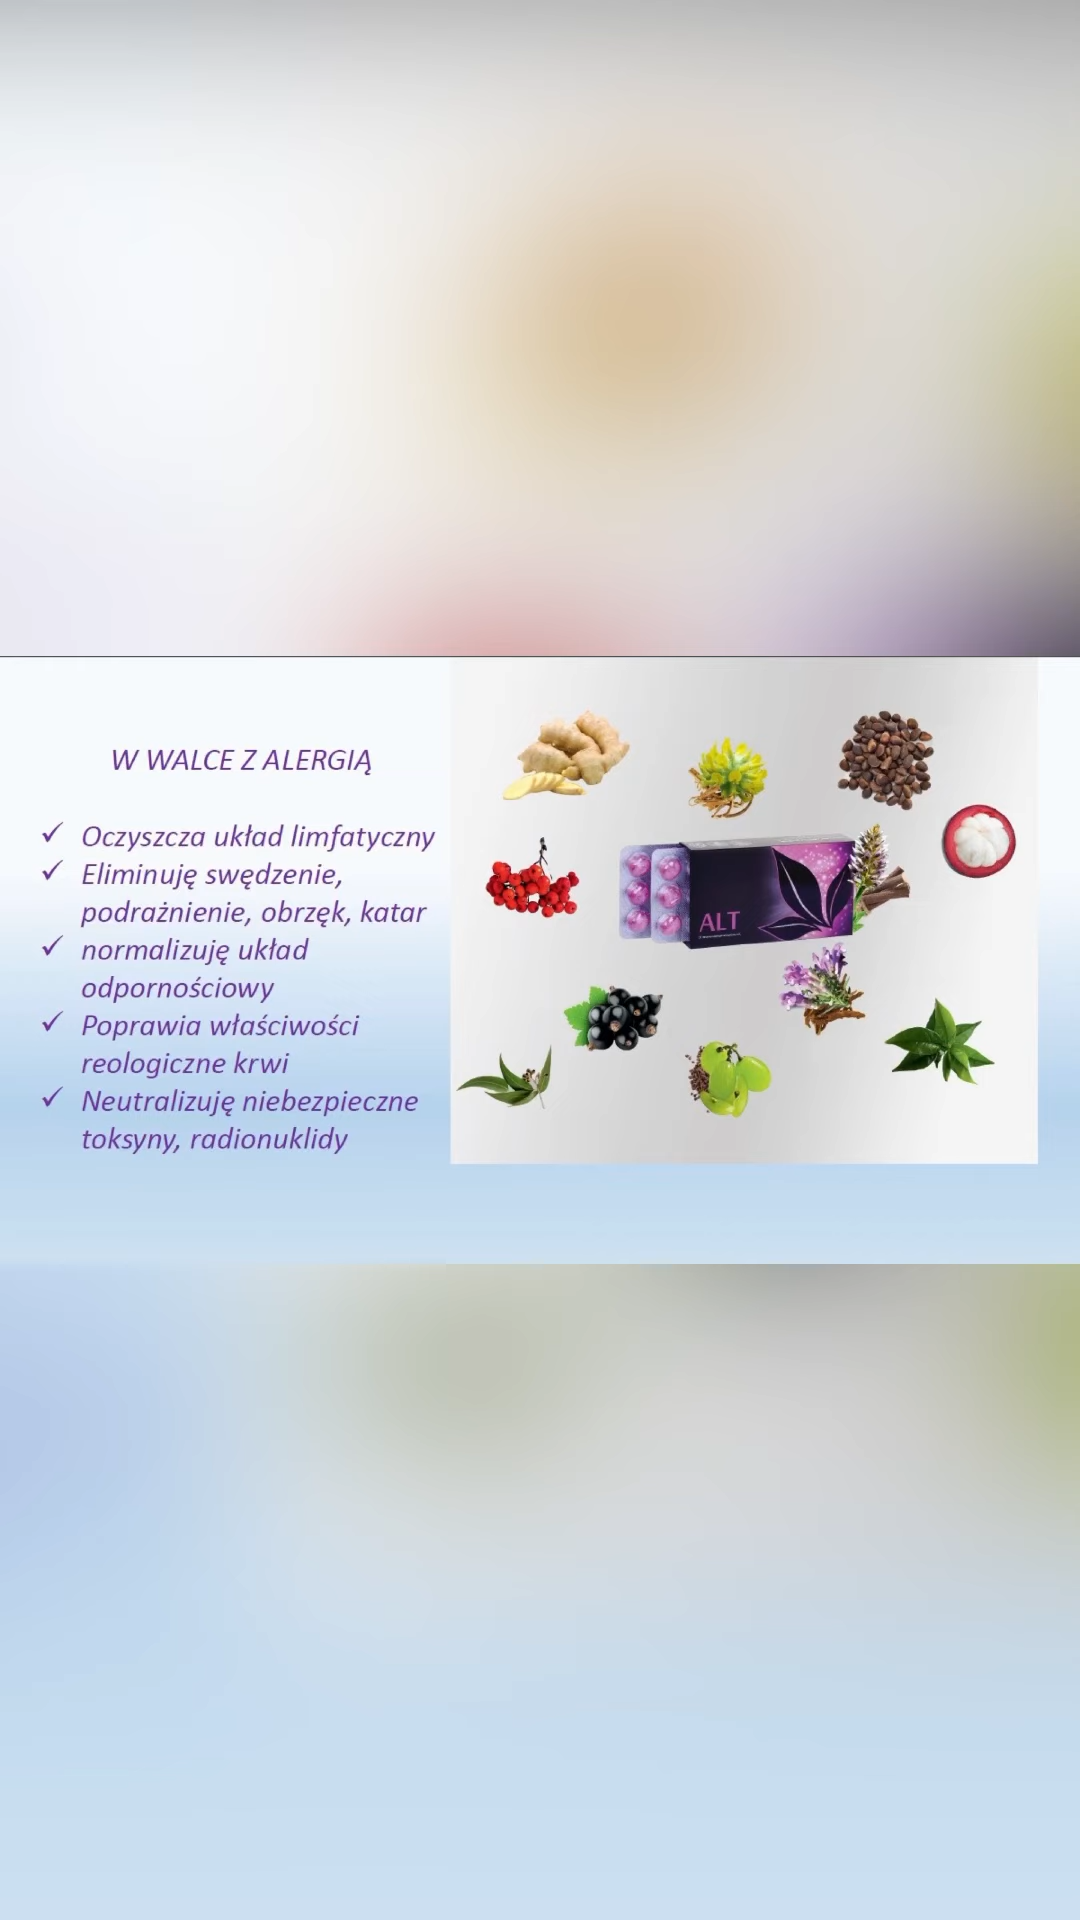 W WALCE Z ALERGIĄ
✓ Oczyszcza układ limfatyczny
✓ Eliminuję swędzenie,
podrażnienie, obrzęk, katar
✓ normalizuję układ
odpornościowy
✓ Poprawia właściwości
reologiczne krwi
✓ Neutralizuję niebezpieczne
toksyny, radionuklidy
ALT